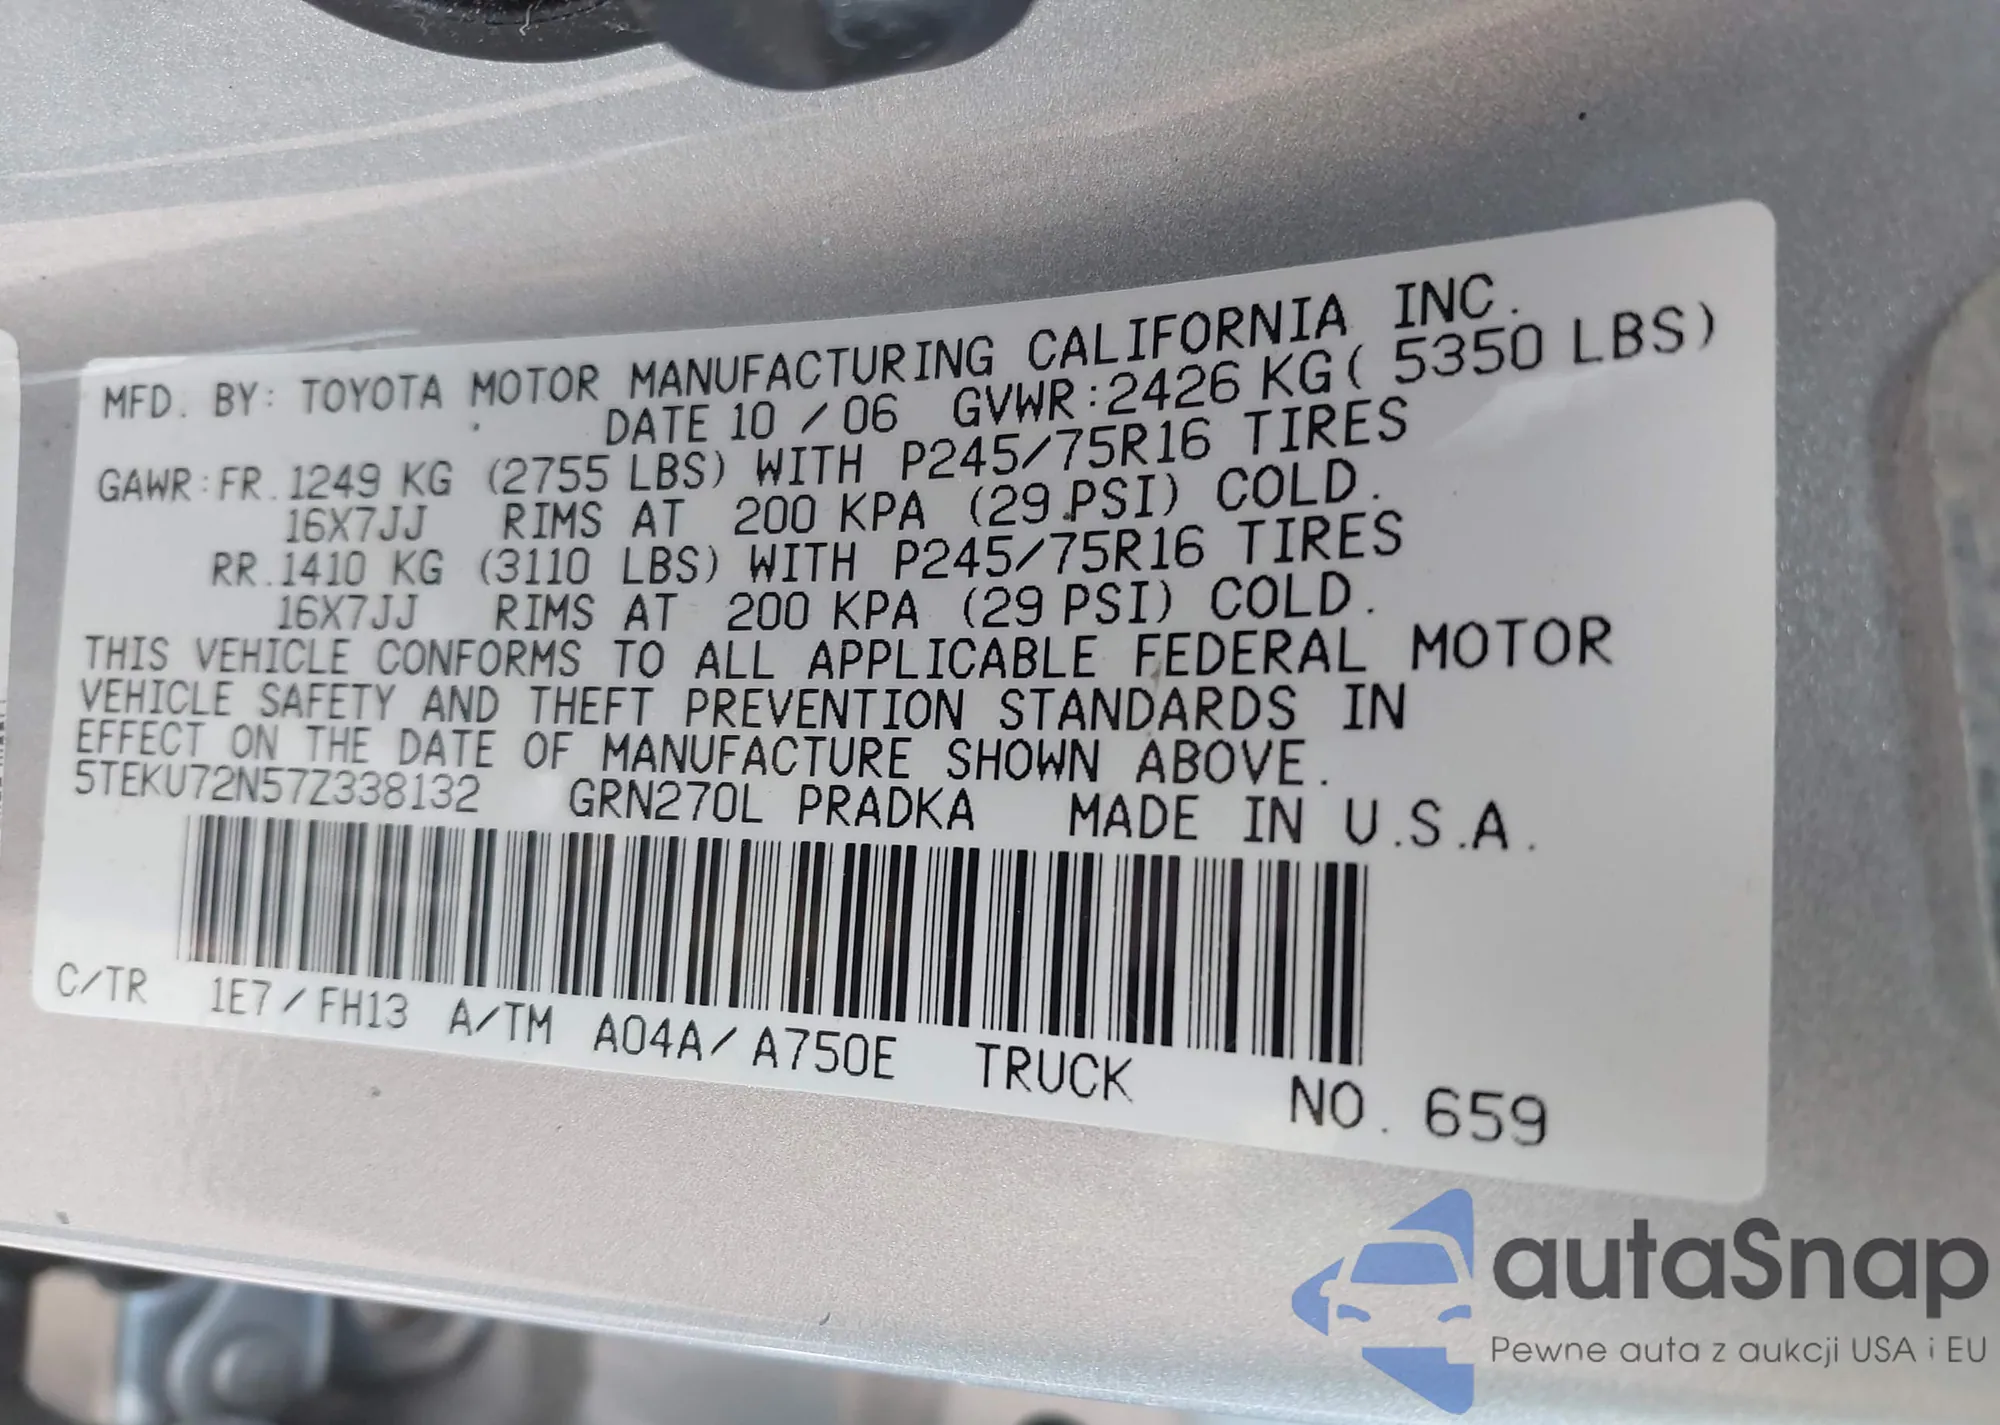 MFD. BY: TOYOTA MOTOR MANUFACTURING CALIFORNIA INC.
DATE 10 / 06 GVWR:2426 KG( 5350 LBS)
GAWR:FR. 1249 KG (2755 LBS) WITH P245/75R16 TIRES
16X7JJ RIMS AT 200 KPA (29 PSI) COLD.
RR.1410 KG (3110 LBS) WITH P245/75R16 TIRES
16X7JJ RIMS AT 200 KPA (29 PSI) COLD.
THIS VEHICLE CONFORMS TO ALL APPLICABLE FEDERAL MOTOR
VEHICLE SAFETY AND THEFT PREVENTION STANDARDS IN
EFFECT ON THE DATE OF MANUFACTURE SHOWN ABOVE.
5TEKU72N57Z338132 GRN270L PRADKA MADE IN U.S.A.
C/TR 1E7/FH13 A/TM A04A/A750E TRUCK NO. 659
autaSnap
Pewne auta z aukcji USA i EU